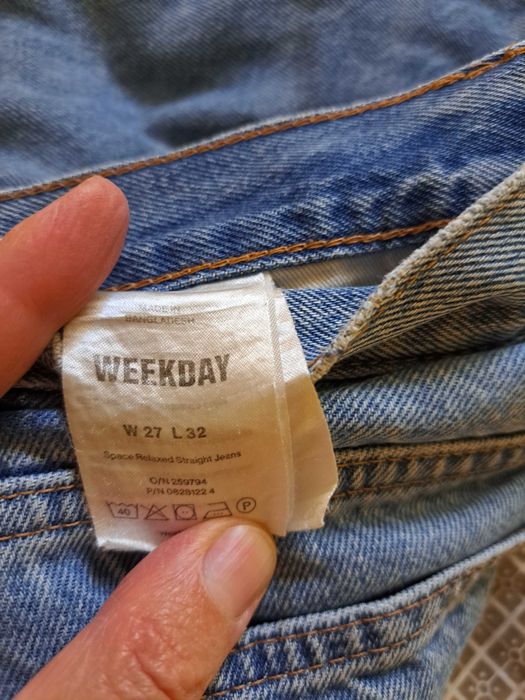 MADE IN
BANGLADESH
WEEKDAY
W 27 L 32
Space Relaxed Straight Jeans
O/N 259794
P/N 0828122 4
40
P